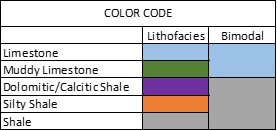 COLOR CODE
Lithofacies Bimodal
Limestone
Muddy Limestone
Dolomitic/Calcitic Shale
Silty Shale
Shale